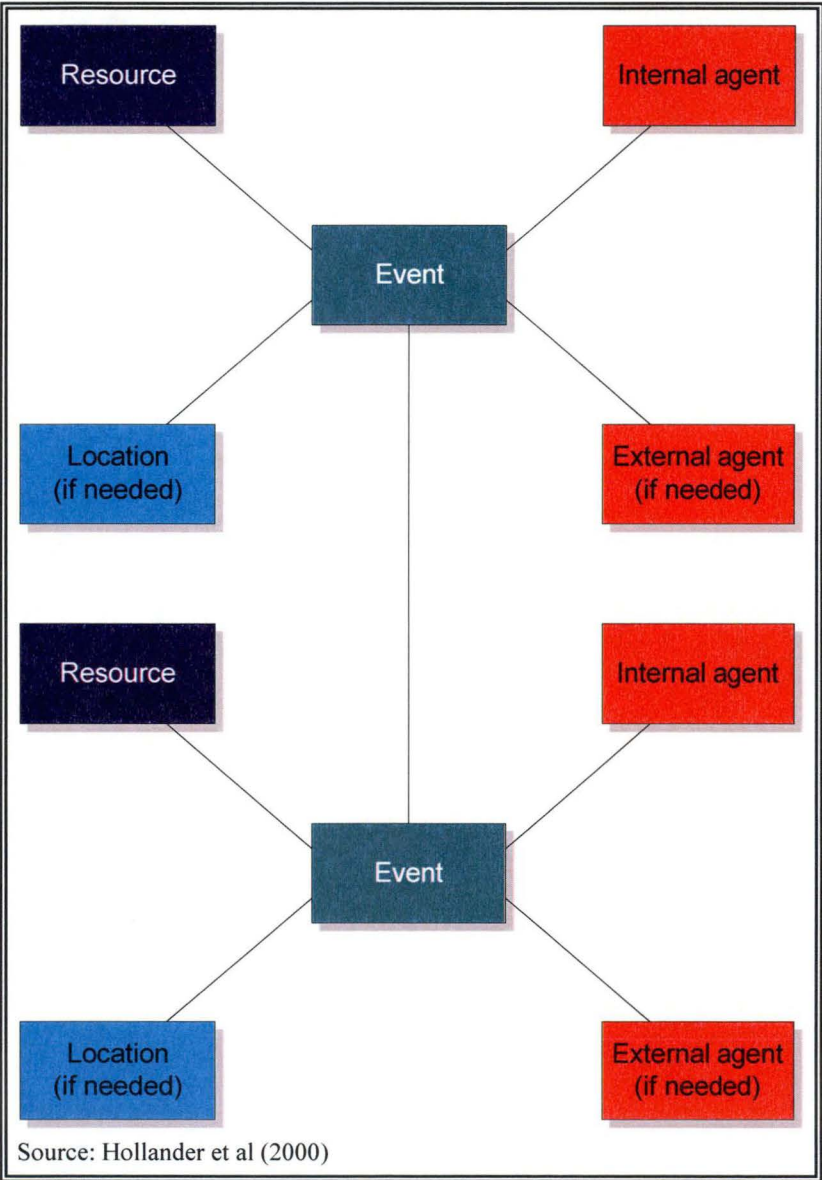 Resource
Internal agent
Event
Location
(if needed)
External agent
(if needed)
Resource
Internal agent
Event
Location
(if needed)
External agent
(if needed)
Source: Hollander et al (2000)